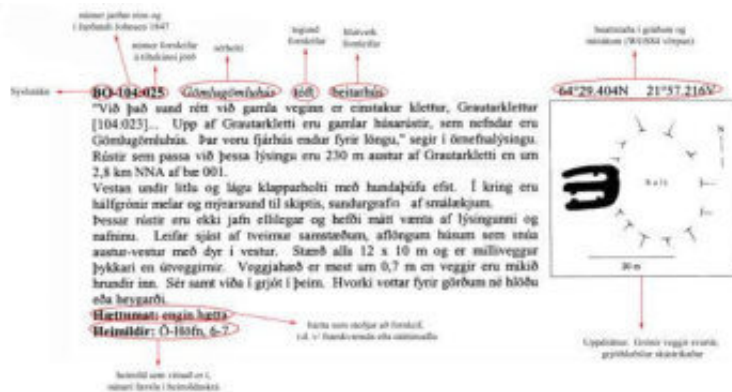 númer jarðar eins og
í Jarðatali Johnsen 1847
númer fornleifar
á tiltekinni jörð
sérheiti
tegund
fornleifar
hlutverk
fornleifar
hnattstaða í gráðum og
mínútum (WGS84 viðmiðun)
Sýslutákn
BO-104:025 Gömlugömluhús tóft beitarhús 64°29.404N 21°57.216V
"Við það sund rétt við gamla veginn er einstakur klettur, Grautarklettur
[104:023]... Upp af Grautarkletti eru gamlar húsarústir, sem nefndar eru
Gömlugömluhús. Þar voru fjárhús endur fyrir löngu," segir í örnefnalýsingu.
Rústir sem passa við þessa lýsingu eru 230 m austur af Grautarkletti en um
2,8 km NNA af bæ 001.
Vestan undir litlu og lágu klapparholti með hundaþúfu efst. Í kring eru
hálfgrónir melar og mýrarsund til skiptis, sundurgrafin af smálækjum.
Þessar rústir eru ekki jafn ellilegar og hefði mátt vænta af lýsingunni og
nafninu. Leifar sjást af tveimur samstæðum, aflöngum húsum sem snúa
austur-vestur með dyr í vestur. Stærð alls 12 x 10 m og er milliveggur
þykkari en útveggirnir. Veggjahæð er mest um 0,7 m en veggir eru mikið
hrundir inn. Sér samt víða í grjót í þeim. Hvorki vottar fyrir görðum né hlöðu
eða heygarði.
Hættumat: engin hætta
Heimildir: Ö-Höfn, 6-7
N
Holt
20 m
hætta sem steðjar að fornleif,
t.d. v/ framkvæmda eða náttúruafla
heimild sem vitnað er í,
nánari færsla í heimildaskrá
Uppdráttur. Grónir veggir svartir,